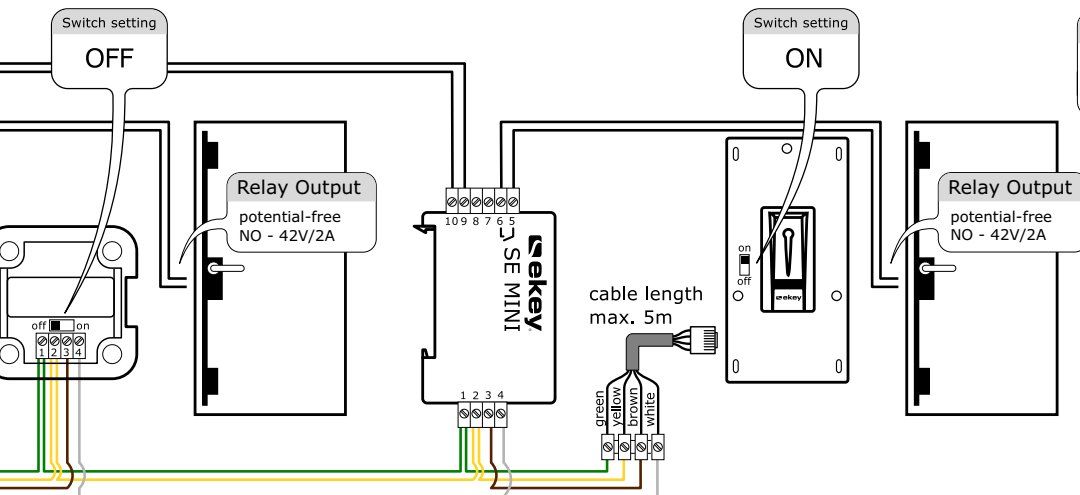 Switch setting
OFF
Switch setting
ON
Relay Output
potential-free
NO - 42V/2A
Relay Output
potential-free
NO - 42V/2A
10 9 8 7 6 5
SE MINI
ekey
on
off
ekey
cable length
max. 5m
off on
1 2 3 4
1 2 3 4
green
yellow
brown
white